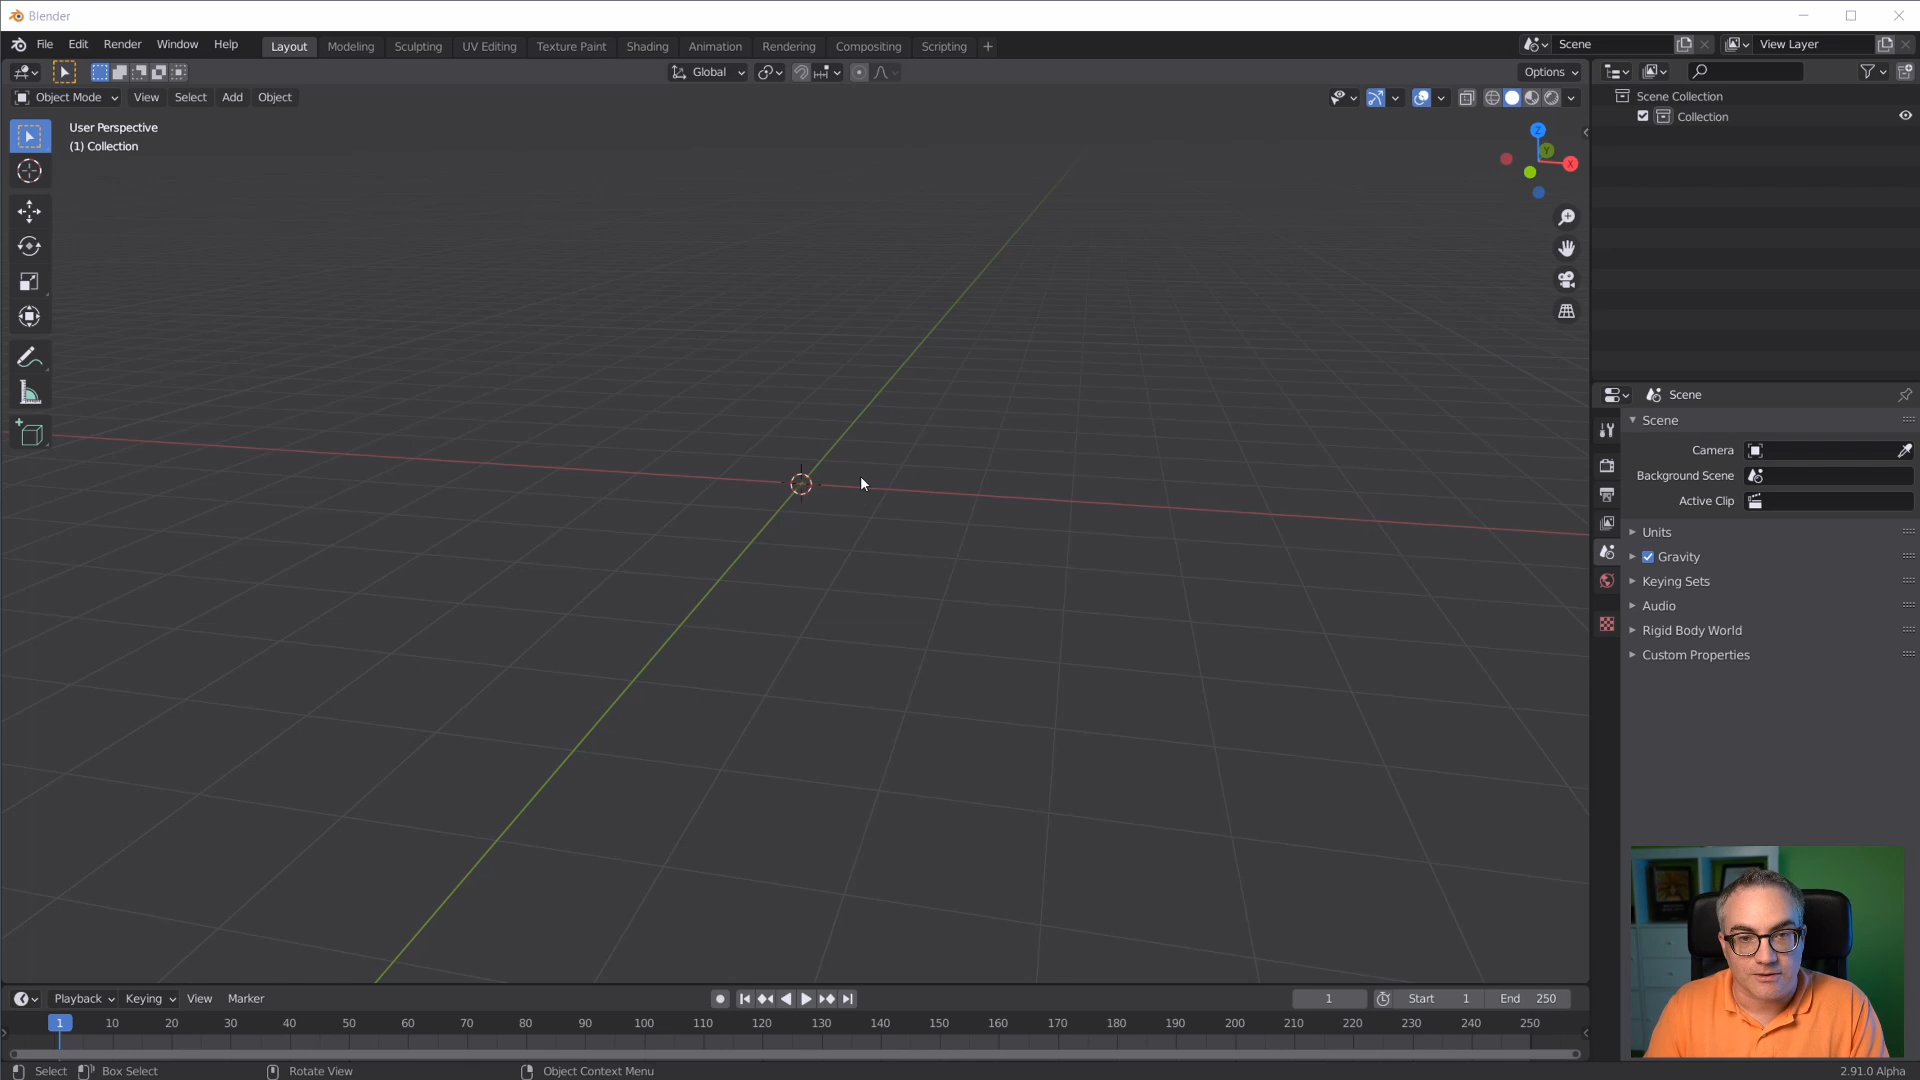 Blender
File Edit Render Window Help Layout Modeling Sculpting UV Editing Texture Paint Shading Animation Rendering Compositing Scripting + Scene View Layer
Global Options
Object Mode View Select Add Object
User Perspective
(1) Collection
Z
Y
X
Scene Collection
Collection
Scene
Scene
Camera
Background Scene
Active Clip
Units
Gravity
Keying Sets
Audio
Rigid Body World
Custom Properties
Playback Keying View Marker 1 Start 1 End 250
1 10 20 30 40 50 60 70 80 90 100 110 120 130 140 150 160 170 180 190 200 210 220 230 240 250
Select Box Select Rotate View Object Context Menu 2.91.0 Alpha